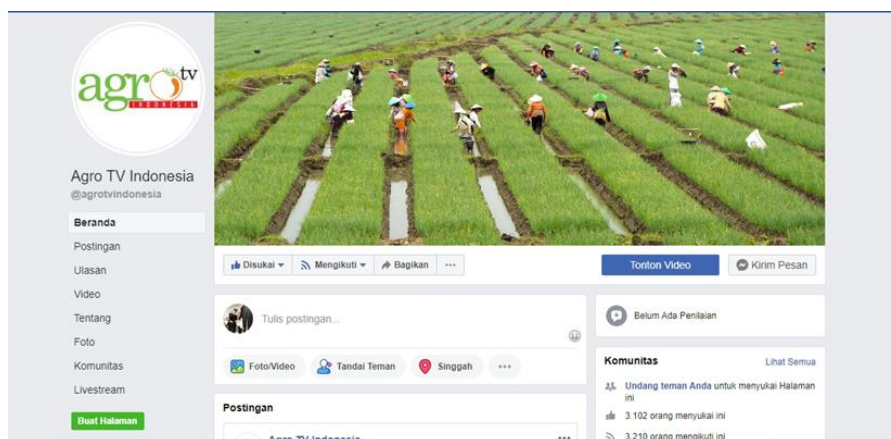 agro tv
INDONESIA
Agro TV Indonesia
@agrotvindonesia
Beranda
Postingan
Ulasan
Video
Tentang
Foto
Komunitas
Livestream
Buat Halaman
Disukai
Mengikuti
Bagikan
Tonton Video
Kirim Pesan
Tulis postingan...
Foto/Video
Tandai Teman
Singgah
Postingan
Agro TV Indonesia
Belum Ada Penilaian
Komunitas
Lihat Semua
Undang teman Anda untuk menyukai Halaman
ini
3.102 orang menyukai ini
3.210 orang mengikuti ini